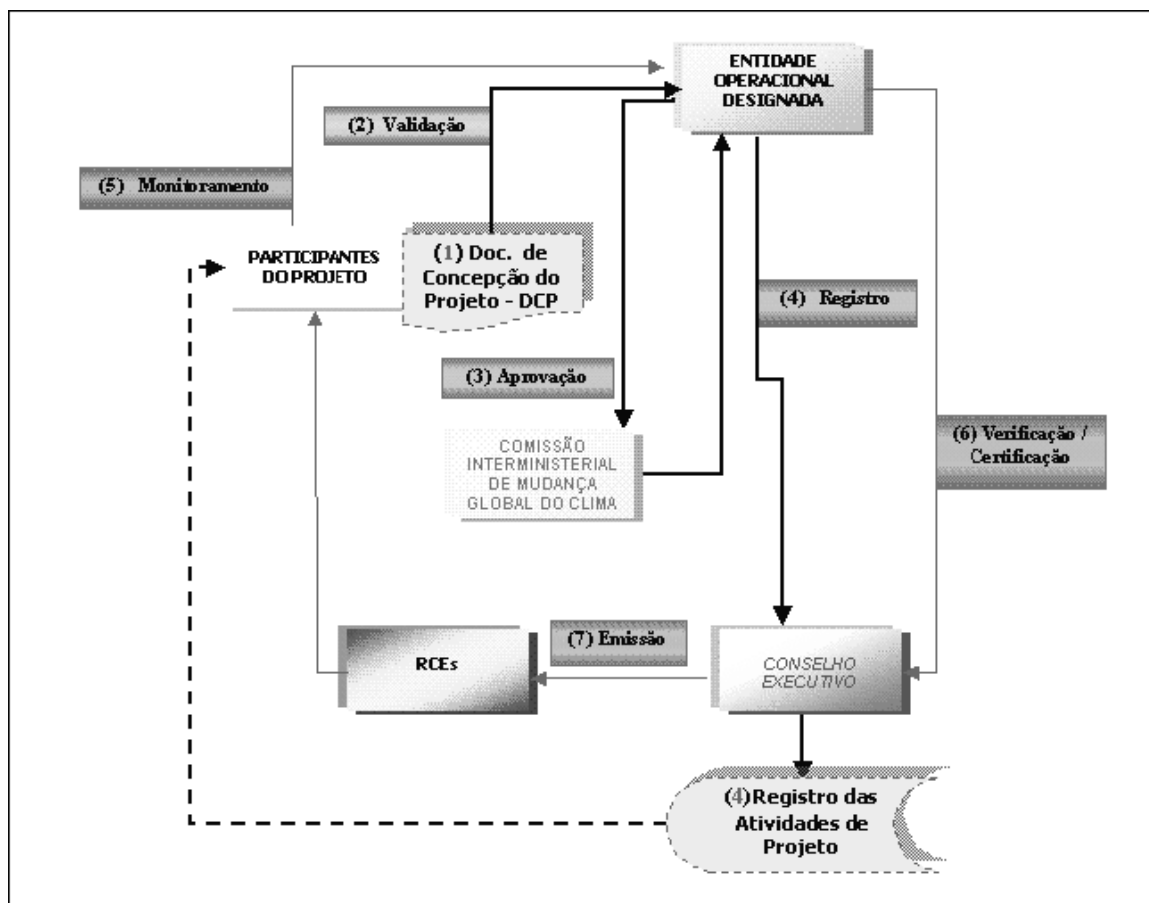 ENTIDADE
OPERACIONAL
DESIGNADA
(2) Validação
(5) Monitoramento
PARTICIPANTES
DO PROJETO
(1) Doc. de
Concepção do
Projeto - DCP
(4) Registro
(3) Aprovação
COMISSÃO
INTERMINISTERIAL
DE MUDANÇA
GLOBAL DO CLIMA
(6) Verificação /
Certificação
(7) Emissão
RCEs
CONSELHO
EXECUTIVO
(4)Registro das
Atividades de
Projeto